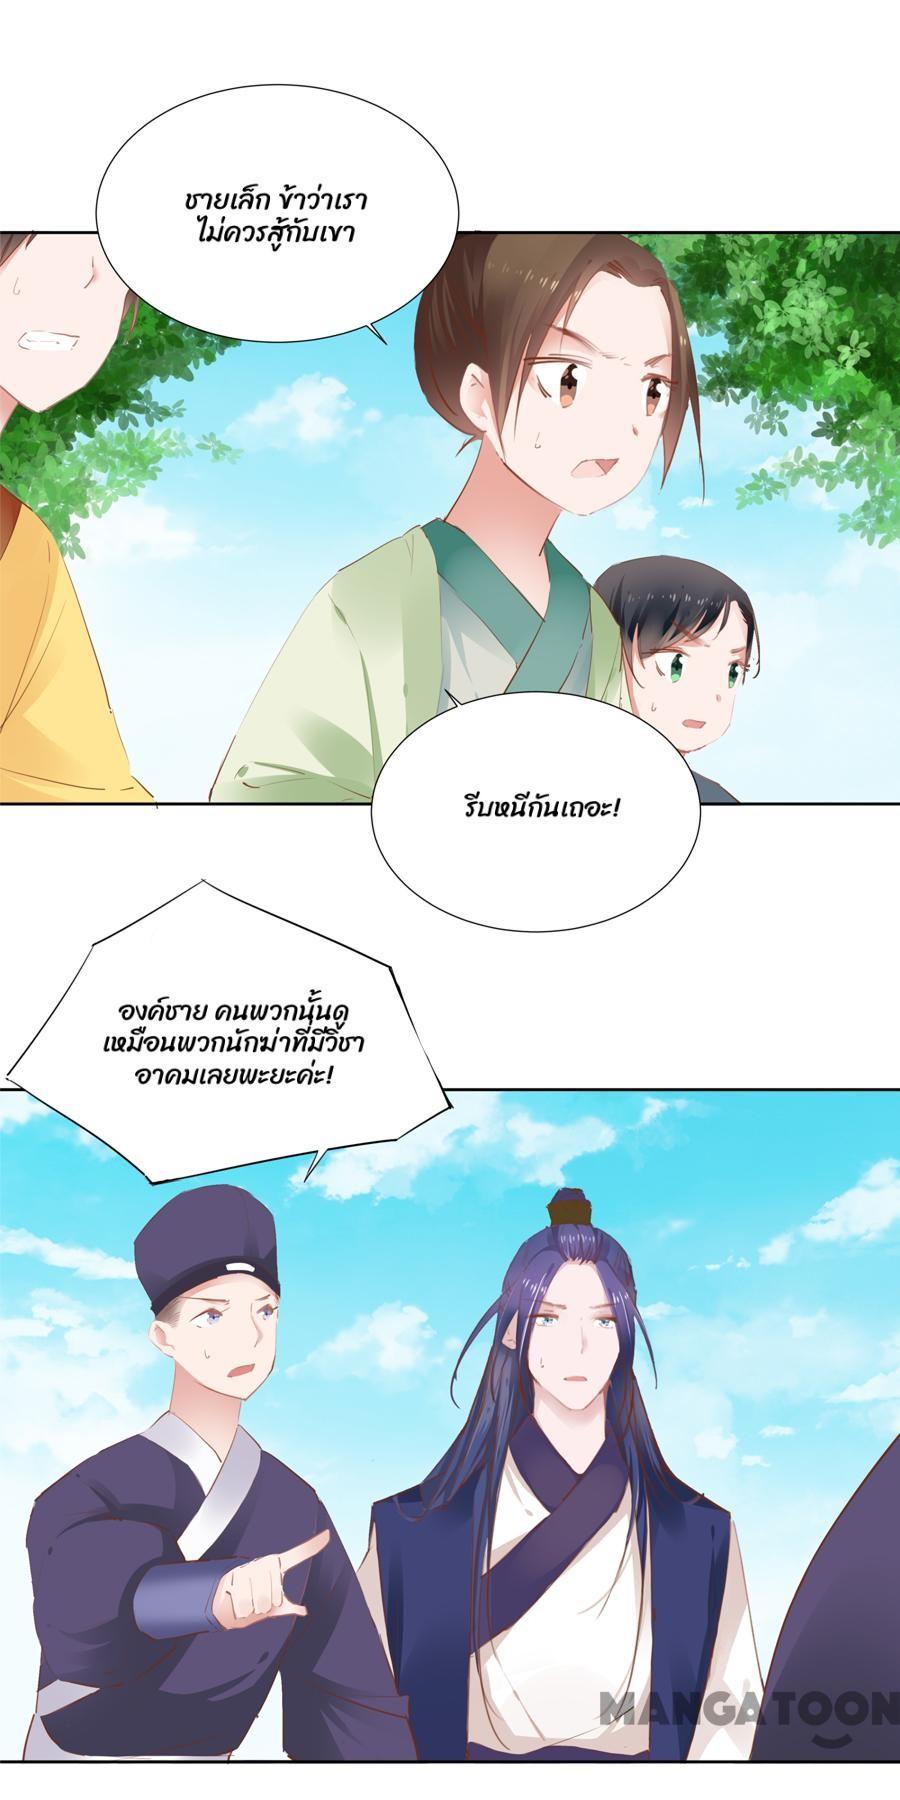 ชายเล็ก ข้าว่าเรา
ไม่ควรสู้กับเขา
รีบหนีกันเถอะ!
องค์ชาย คนพวกนั้นดู
เหมือนพวกนักฆ่าที่มีวิชา
อาคมเลยพะยะค่ะ!
MANGATOON